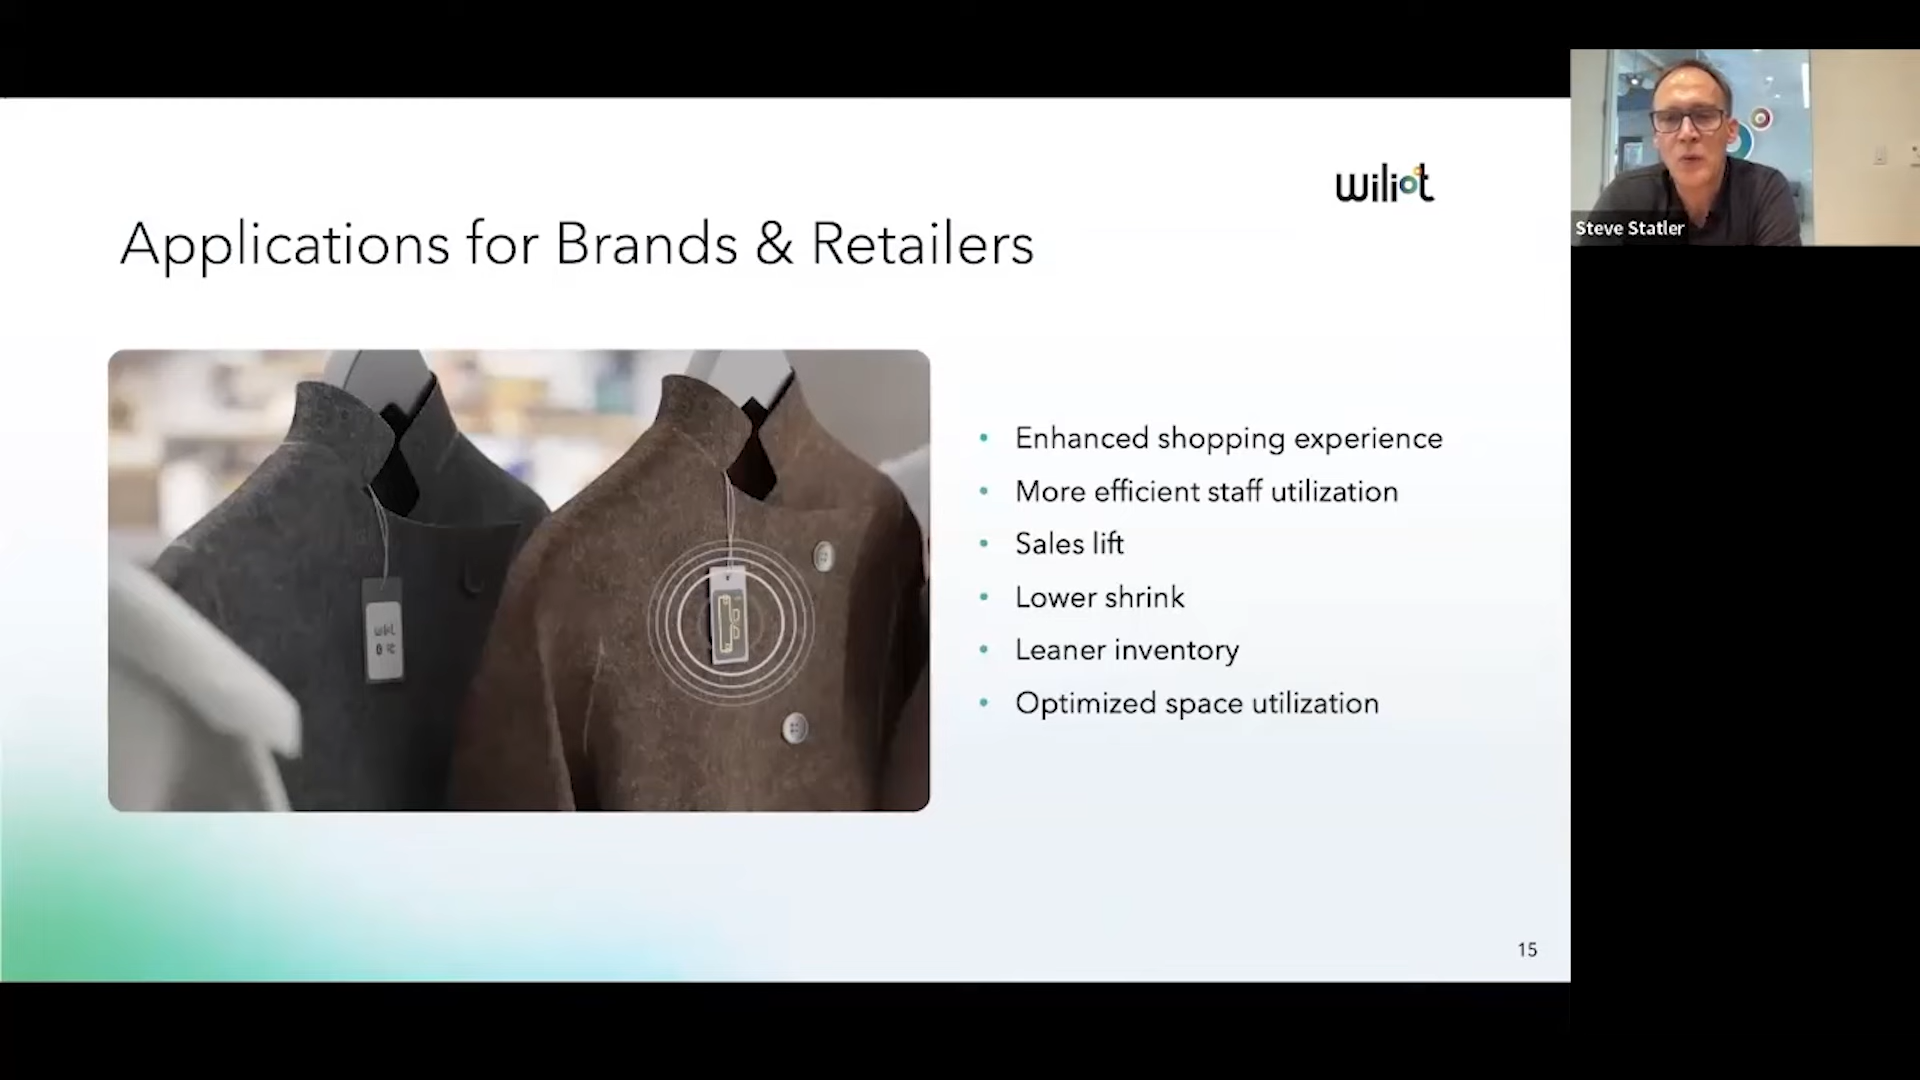 wiliot
Steve Statler
Applications for Brands & Retailers
• Enhanced shopping experience
• More efficient staff utilization
• Sales lift
• Lower shrink
• Leaner inventory
• Optimized space utilization
wiliot
15